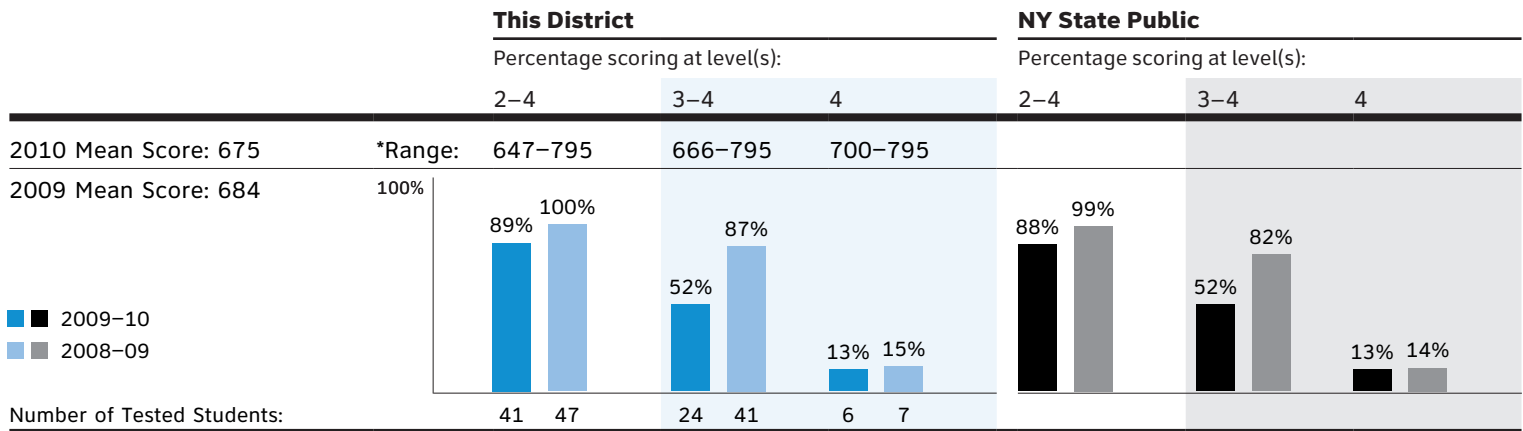 This District NY State Public
Percentage scoring at level(s): Percentage scoring at level(s):
2–4 3–4 4 2–4 3–4 4
2010 Mean Score: 675 *Range: 647–795 666–795 700–795
2009 Mean Score: 684 100%
89% 100% 87% 88% 99% 82%
52% 52%
13% 15% 13% 14%
2009–10
2008–09
Number of Tested Students: 41 47 24 41 6 7